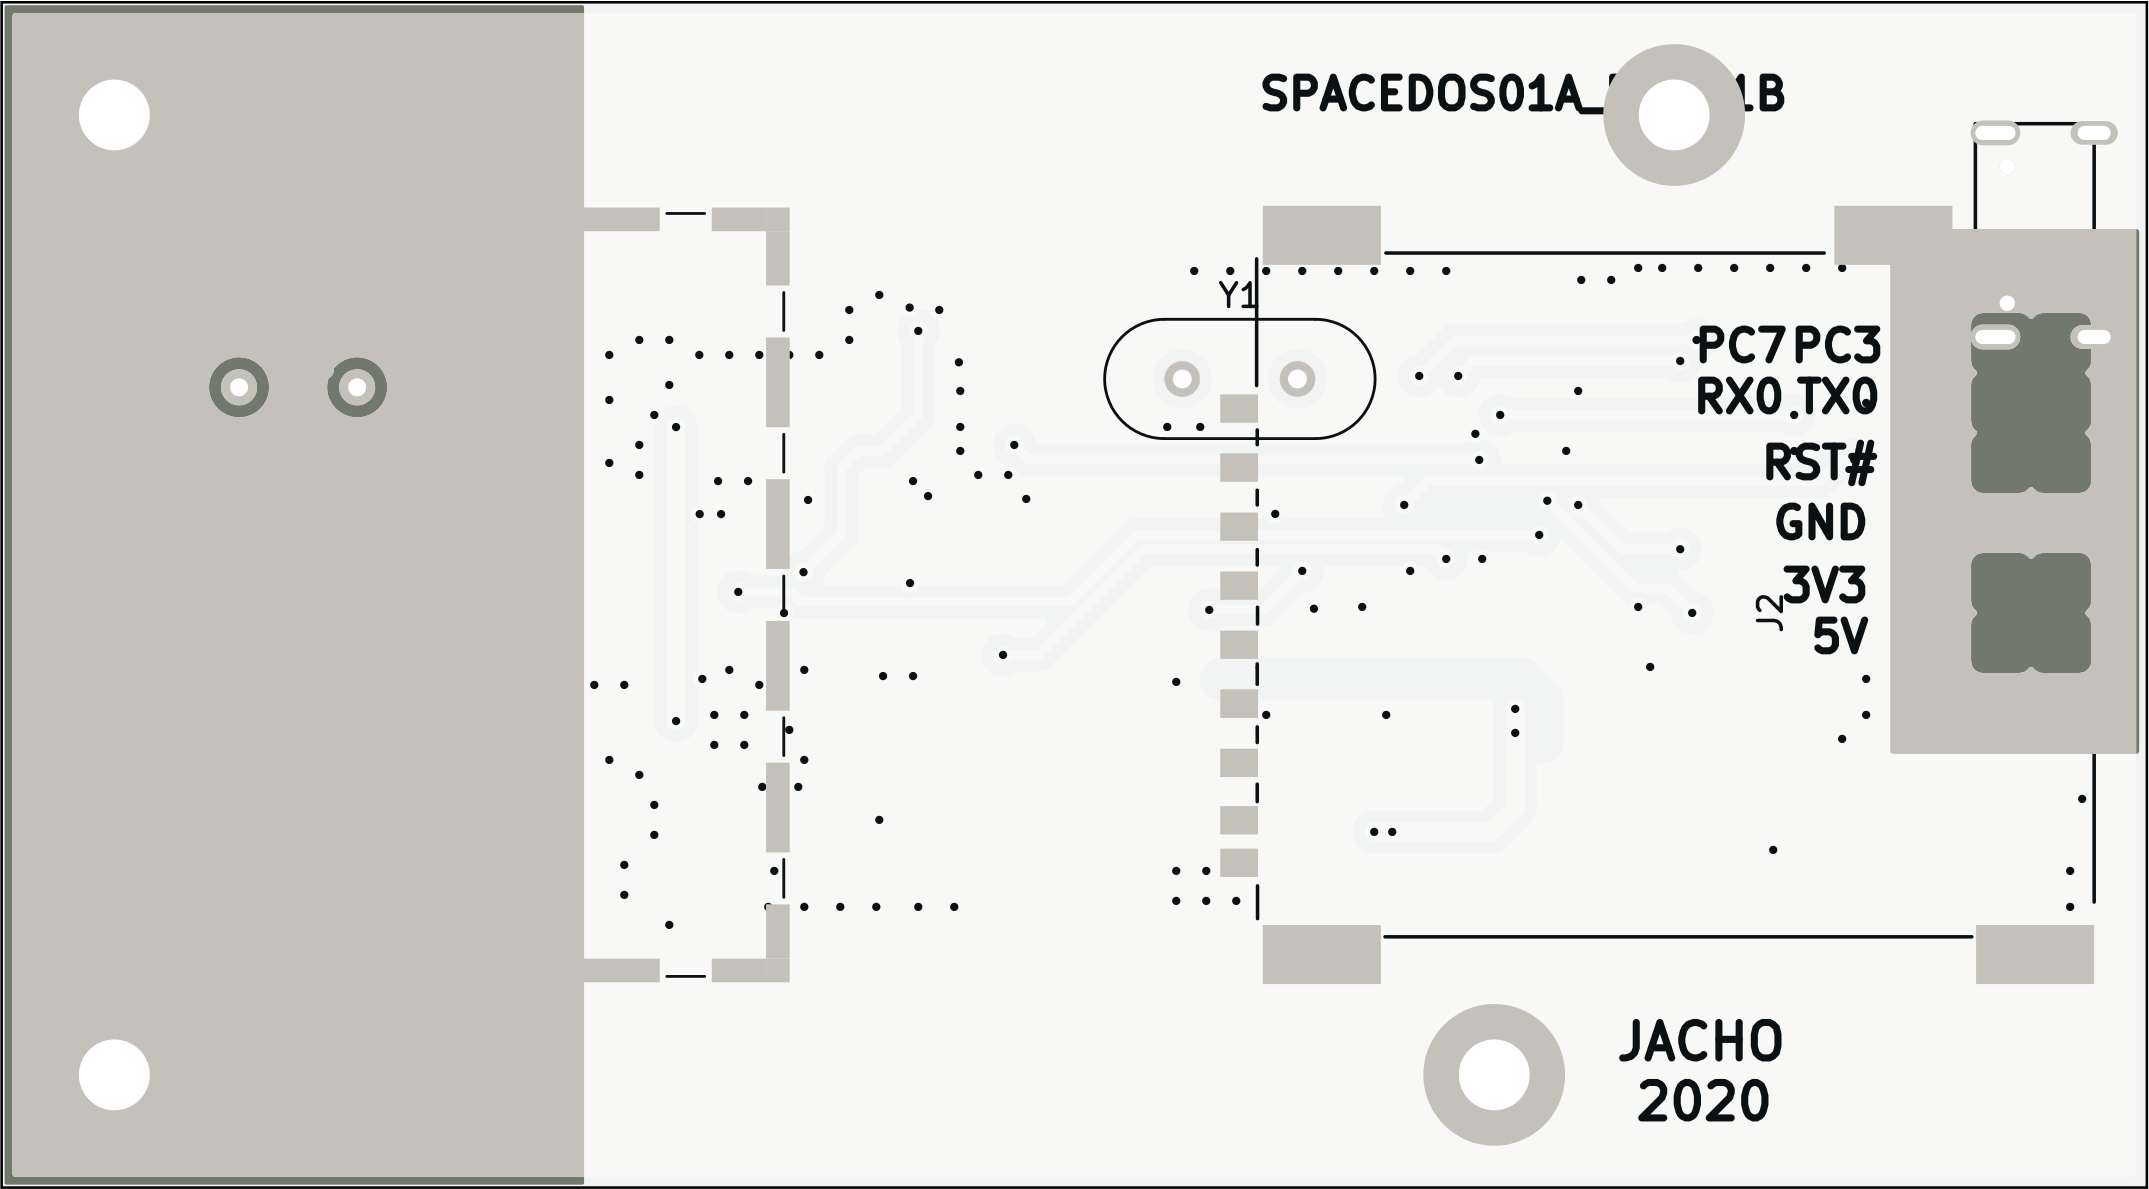 SPACEDOS01A_ 1B
Y1
PC7 PC3
RX0 TX0
RST#
GND
3V3
J2
5V
JACHO
2020